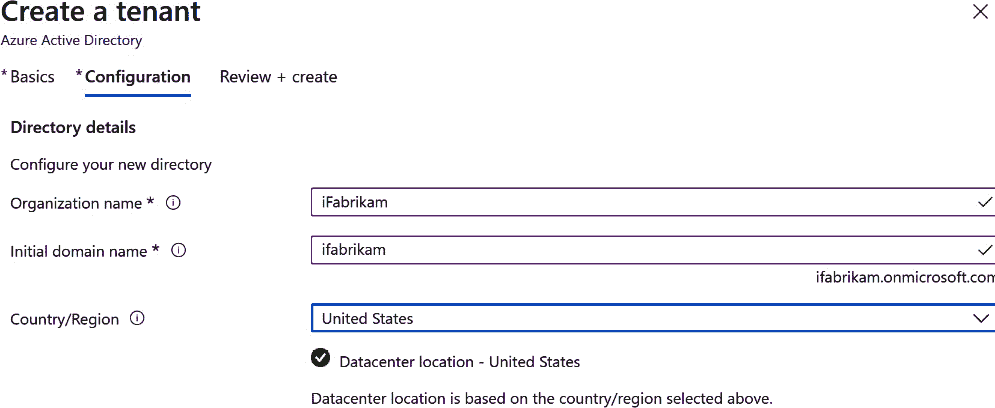 Create a tenant
Azure Active Directory
* Basics * Configuration Review + create
Directory details
Configure your new directory
Organization name * iFabrikam
Initial domain name * ifabrikam
ifabrikam.onmicrosoft.com
Country/Region United States
Datacenter location - United States
Datacenter location is based on the country/region selected above.